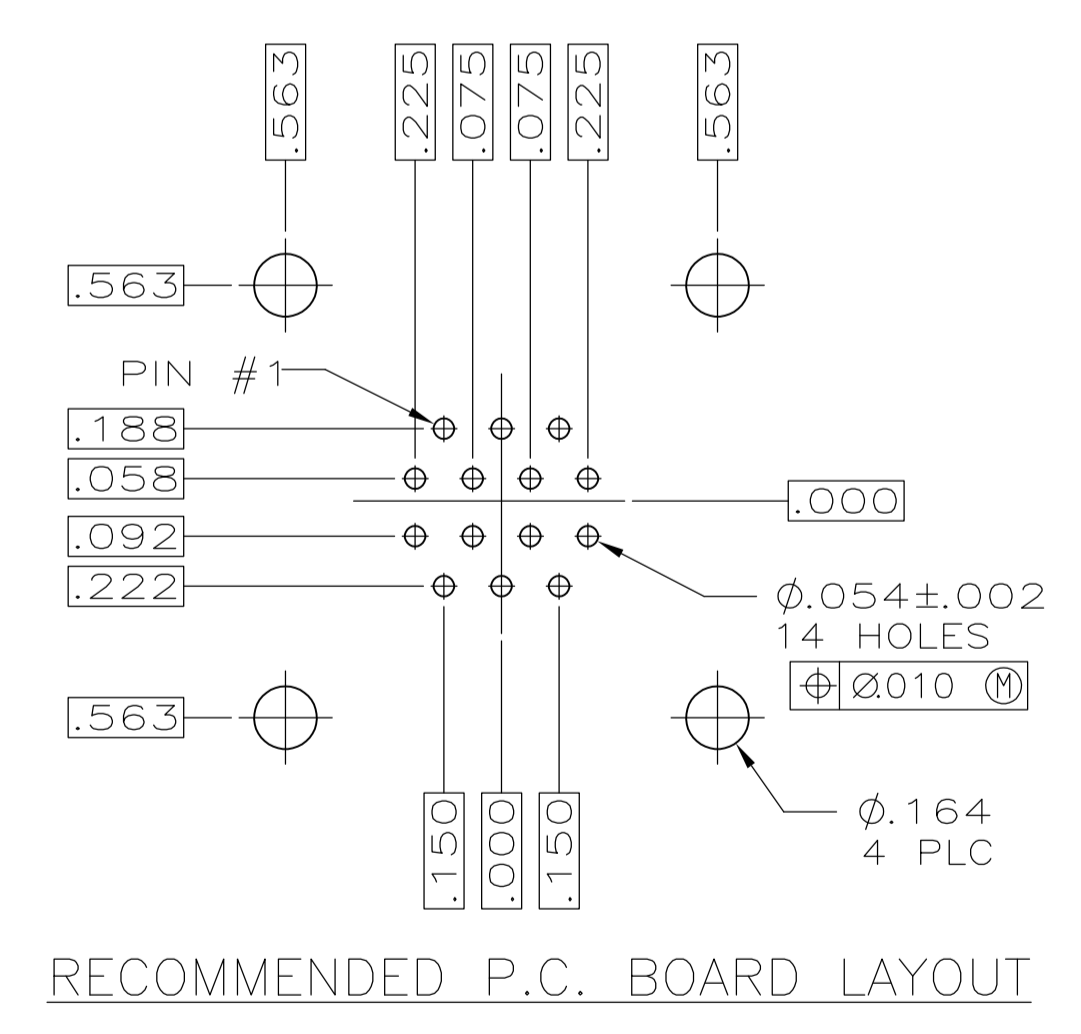 .563
.225
.075
.075
.225
.563
.563
PIN #1
.188
.058
.000
.092
.222
Ø.054±.002
14 HOLES
⌖ Ø.010 Ⓜ
.563
Ø.164
4 PLC
.150
.000
.150
RECOMMENDED P.C. BOARD LAYOUT